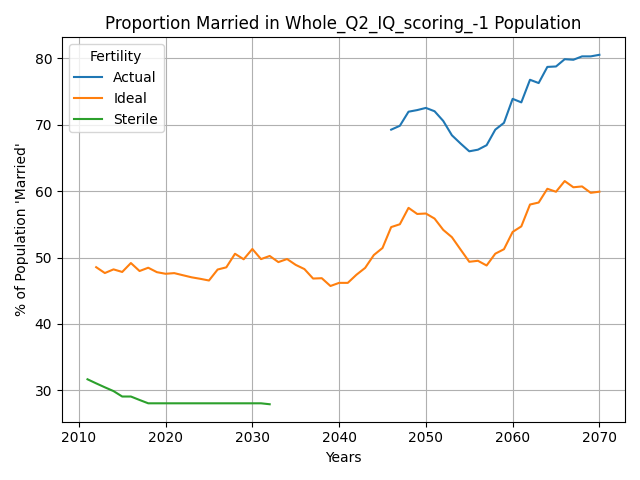 Proportion Married in Whole_Q2_IQ_scoring_-1 Population
Fertility
Actual
Ideal
Sterile
% of Population 'Married'
80
70
60
50
40
30
2010 2020 2030 2040 2050 2060 2070
Years